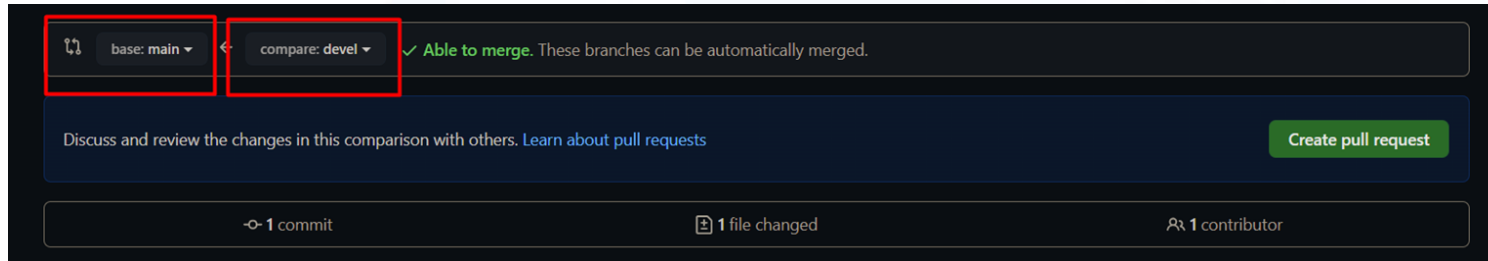 base: main compare: devel Able to merge. These branches can be automatically merged.
Discuss and review the changes in this comparison with others. Learn about pull requests Create pull request
1 commit 1 file changed 1 contributor